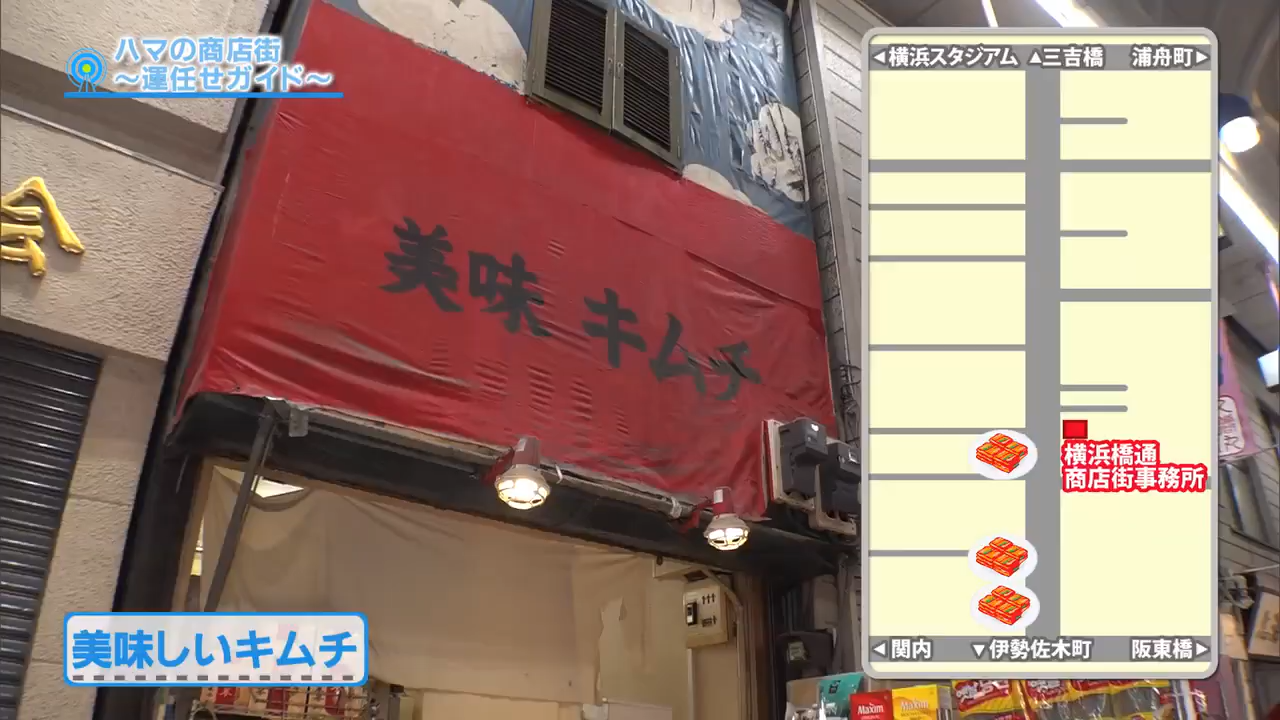 ハマの商店街
～運任せガイド～
美味 キムチ
美味しいキムチ
◀横浜スタジアム ▲三吉橋 浦舟町▶
横浜橋通
商店街事務所
◀関内 ▼伊勢佐木町 阪東橋▶
Maxim
Maxim